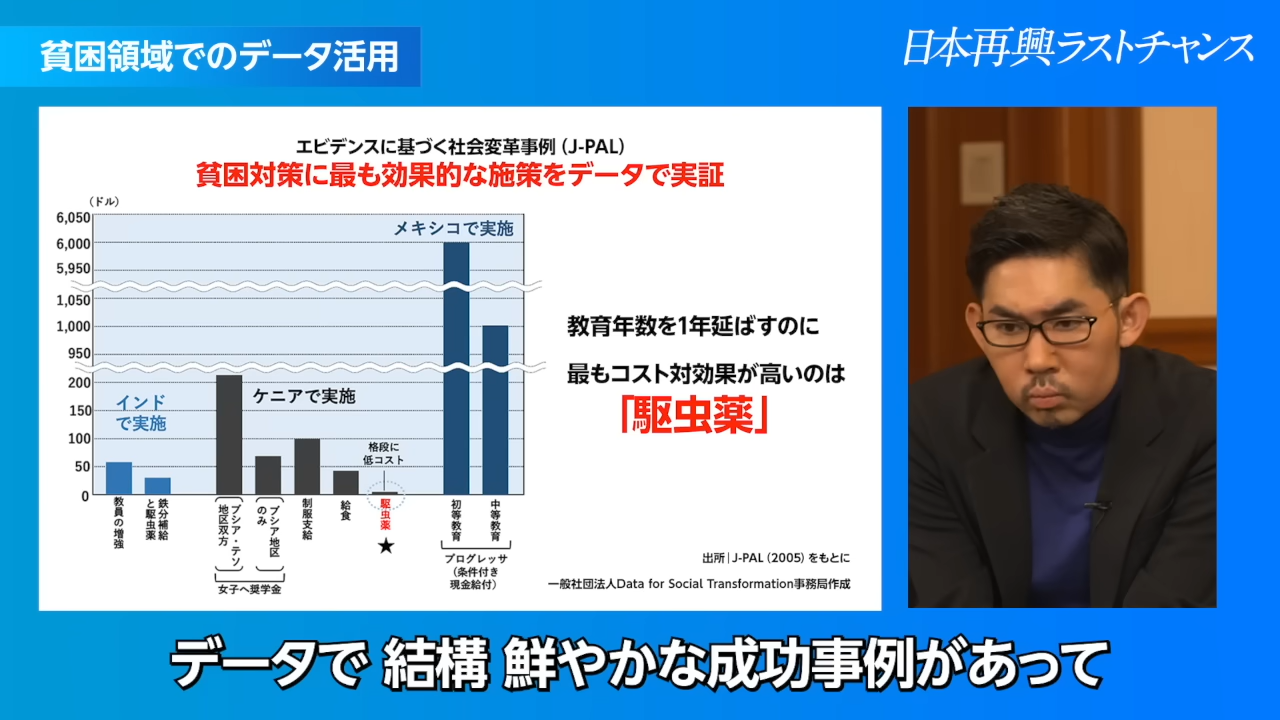 貧困領域でのデータ活用
日本再興ラストチャンス
エビデンスに基づく社会変革事例（J-PAL）
貧困対策に最も効果的な施策をデータで実証
（ドル）
6,050
6,000
5,950
1,050
1,000
950
200
150
100
50
0
メキシコで実施
インド
で実施
ケニアで実施
格段に
低コスト
教員の増強
鉄分補給
と駆虫薬
ブシア・テソ
地区双方
ブシア地区
のみ
女子へ奨学金
制服支給
給食
駆虫薬
★
初等教育
中等教育
プログレッサ
（条件付き
現金給付）
教育年数を1年延ばすのに
最もコスト対効果が高いのは
「駆虫薬」
出所｜J-PAL（2005）をもとに
一般社団法人Data for Social Transformation事務局作成
データで 結構 鮮やかな成功事例があって